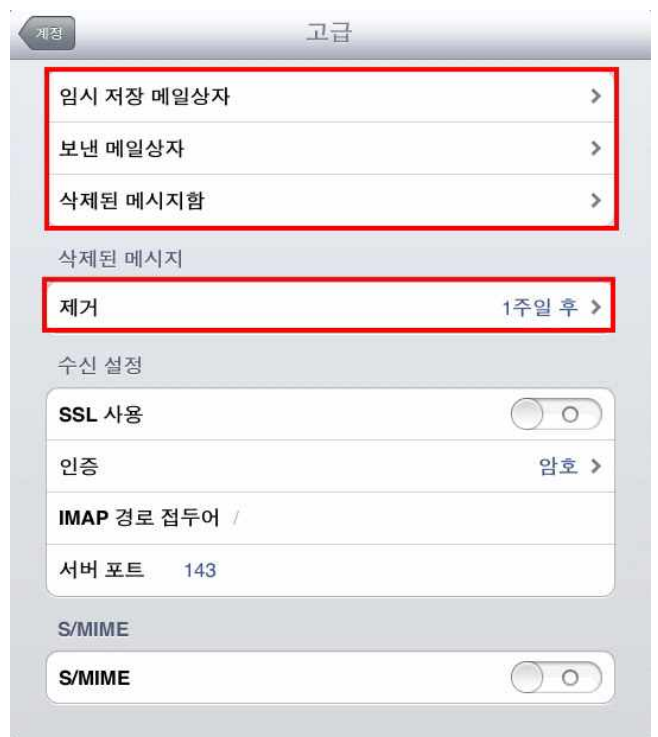 계정
고급
임시 저장 메일상자
보낸 메일상자
삭제된 메시지함
삭제된 메시지
제거 1주일 후
수신 설정
SSL 사용
인증 암호
IMAP 경로 접두어 /
서버 포트 143
S/MIME
S/MIME